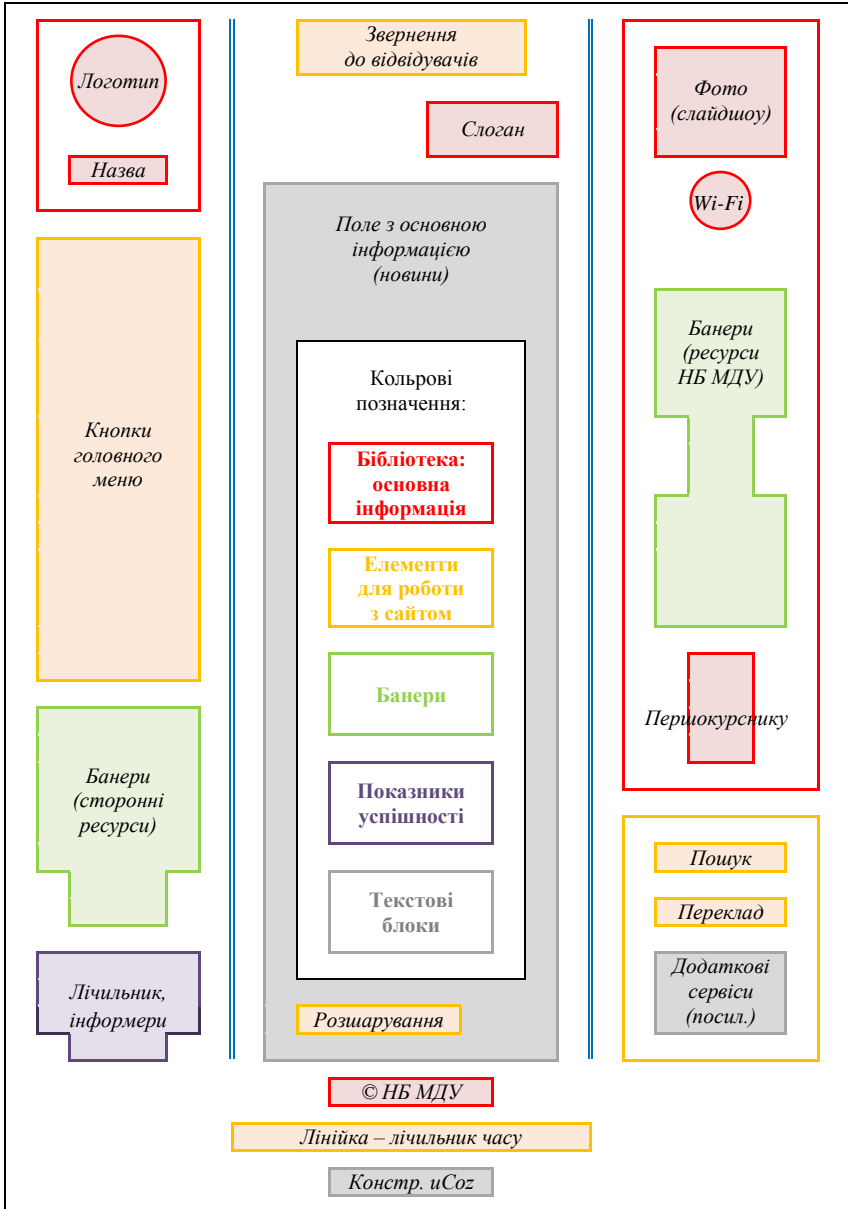 Логотип
Назва
Кнопки
головного
меню
Банери
(сторонні
ресурси)
Лічильник,
інформери
Звернення
до відвідувачів
Слоган
Поле з основною
інформацією
(новини)
Кольрові
позначення:
Бібліотека:
основна
інформація
Елементи
для роботи
з сайтом
Банери
Показники
успішності
Текстові
блоки
Розшарування
Фото
(слайдшоу)
Wi-Fi
Банери
(ресурси
НБ МДУ)
Першокурснику
Пошук
Переклад
Додаткові
сервіси
(посил.)
© НБ МДУ
Лінійка – лічильник часу
Констр. uCoz